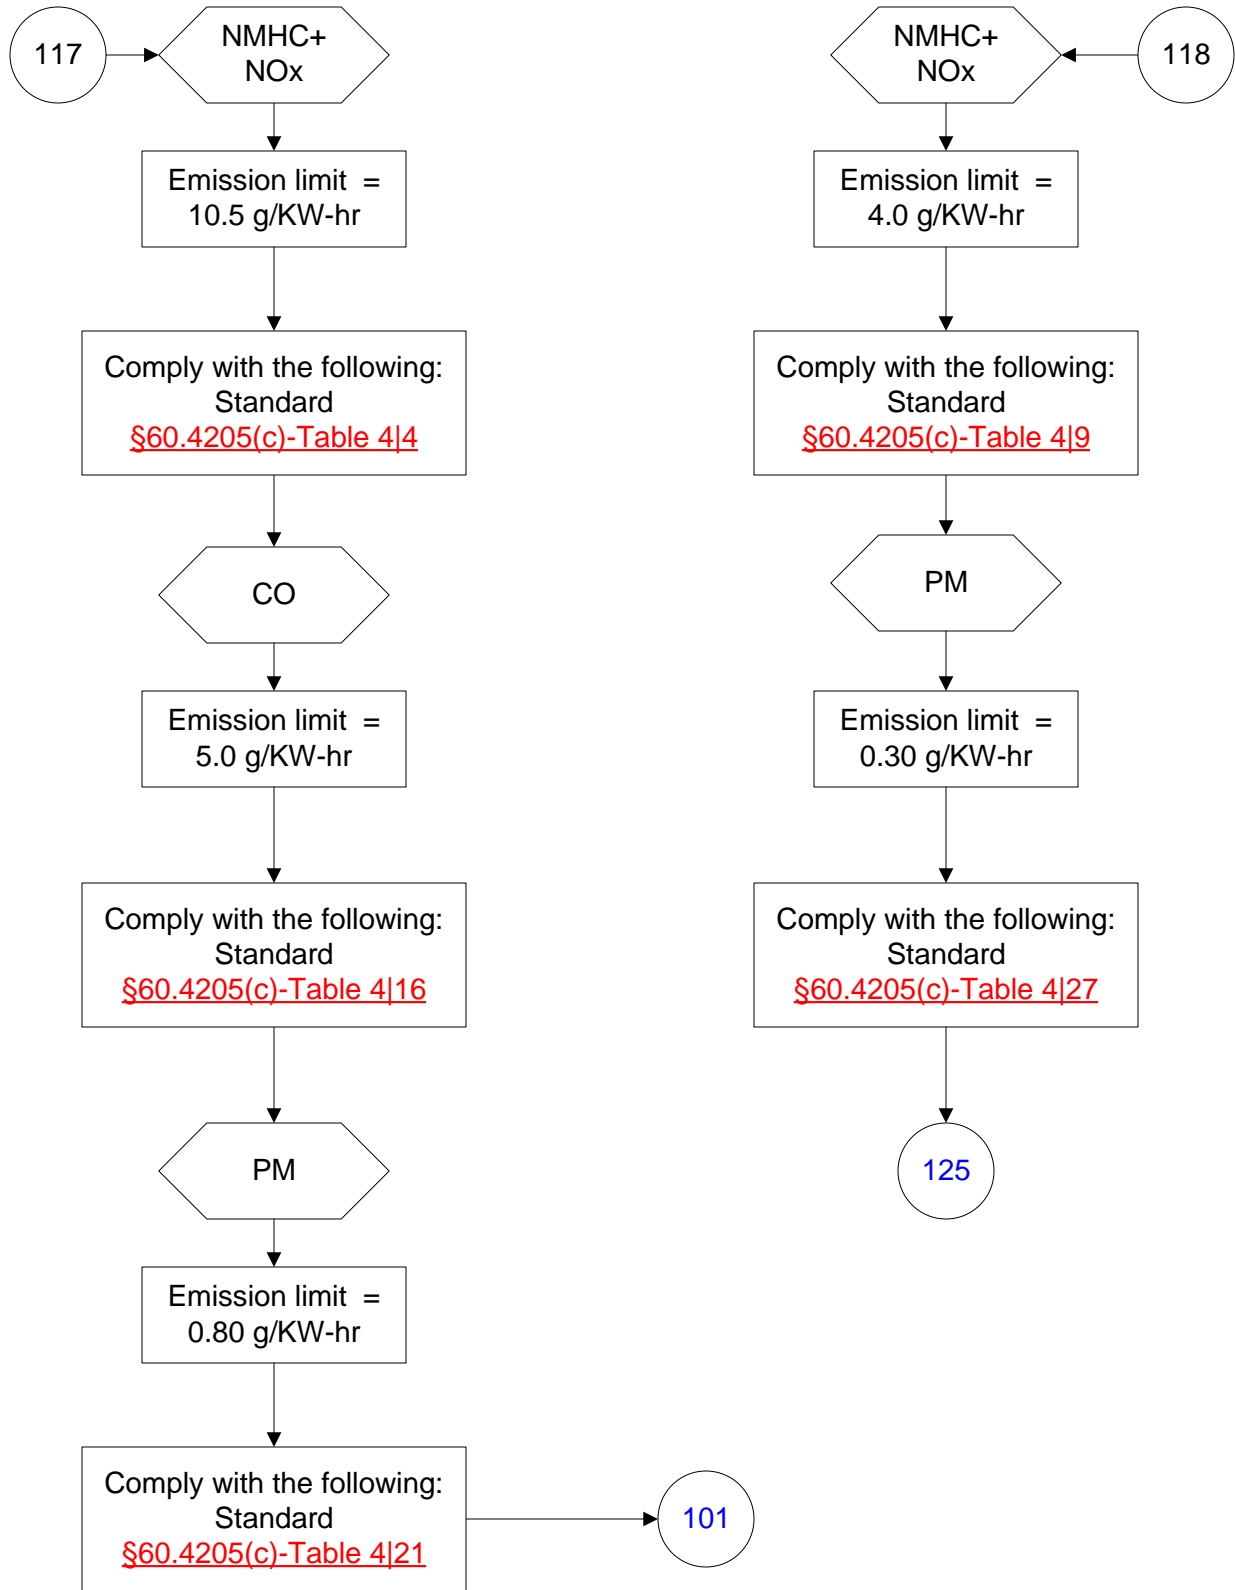 117
NMHC+
NOx
Emission limit  =
10.5 g/KW-hr
Comply with the following:
Standard
§60.4205(c)-Table 4|4
CO
Emission limit  =
5.0 g/KW-hr
Comply with the following:
Standard
§60.4205(c)-Table 4|16
PM
Emission limit  =
0.80 g/KW-hr
Comply with the following:
Standard
§60.4205(c)-Table 4|21
101
NMHC+
NOx
118
Emission limit  =
4.0 g/KW-hr
Comply with the following:
Standard
§60.4205(c)-Table 4|9
PM
Emission limit  =
0.30 g/KW-hr
Comply with the following:
Standard
§60.4205(c)-Table 4|27
125